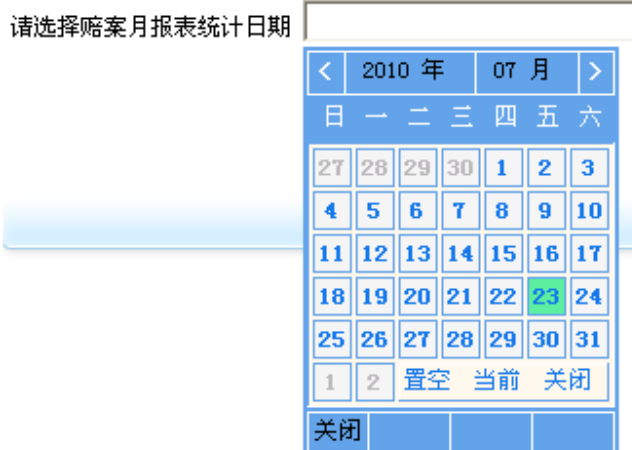 请选择赔案月报表统计日期
< 2010 年 07 月 >
日 一 二 三 四 五 六
27 28 29 30 1 2 3
4 5 6 7 8 9 10
11 12 13 14 15 16 17
18 19 20 21 22 23 24
25 26 27 28 29 30 31
1 2 置空 当前 关闭
关闭